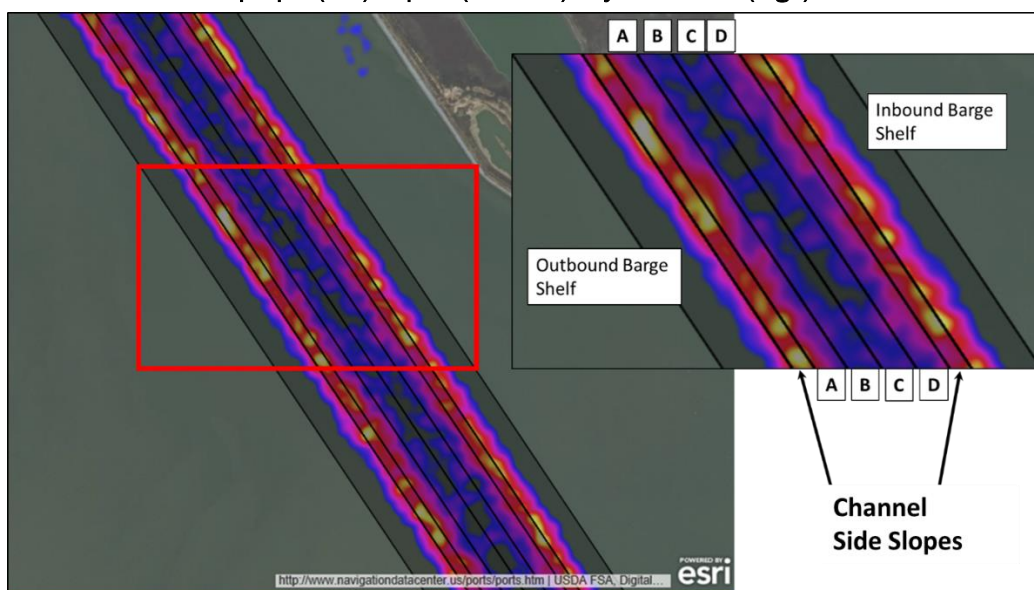 A B C D
Inbound Barge
Shelf
Outbound Barge
Shelf
A B C D
Channel
Side Slopes
POWERED BY
esri
http://www.navigationdatacenter.us/ports/ports.htm | USDA FSA, Digital...